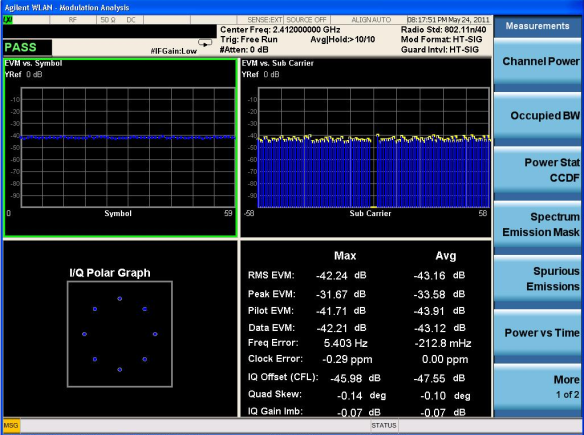 Agilent WLAN - Modulation Analysis
RF 50 Ω DC SENSE:EXT SOURCE OFF ALIGN AUTO 08:17:51 PM May 24, 2011
Center Freq: 2.412000000 GHz Radio Std: 802.11n/40
PASS Trig: Free Run Avg|Hold:> 10/10 Mod Format: HT-SIG
#IFGain:Low #Atten: 0 dB Guard Intvl: HT-SIG
EVM vs. Symbol
YRef 0 dB
-10
-20
-30
-40
-50
-60
-70
-80
-90
0 Symbol 59
EVM vs. Sub Carrier
YRef 0 dB
-10
-20
-30
-40
-50
-60
-70
-80
-90
-58 Sub Carrier 58
I/Q Polar Graph
Max Avg
RMS EVM: -42.24 dB -43.16 dB
Peak EVM: -31.67 dB -33.58 dB
Pilot EVM: -41.71 dB -43.91 dB
Data EVM: -42.21 dB -43.12 dB
Freq Error: 5.403 Hz -212.8 mHz
Clock Error: -0.29 ppm 0.00 ppm
IQ Offset (CFL): -45.98 dB -47.55 dB
Quad Skew: -0.14 deg -0.10 deg
IQ Gain Imb: -0.07 dB -0.07 dB
Measurements
Channel Power
Occupied BW
Power Stat
CCDF
Spectrum
Emission Mask
Spurious
Emissions
Power vs Time
More
1 of 2
MSG STATUS